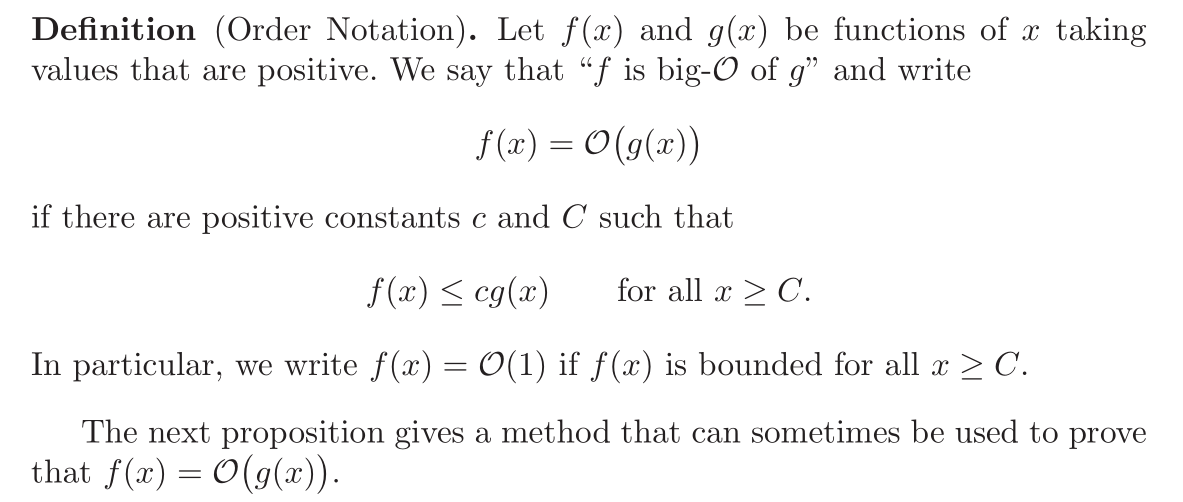 Definition (Order Notation). Let f(x) and g(x) be functions of x taking
values that are positive. We say that “f is big-𝒪 of g” and write
f(x) = 𝒪(g(x))
if there are positive constants c and C such that
f(x) ≤ cg(x) for all x ≥ C.
In particular, we write f(x) = 𝒪(1) if f(x) is bounded for all x ≥ C.
The next proposition gives a method that can sometimes be used to prove
that f(x) = 𝒪(g(x)).